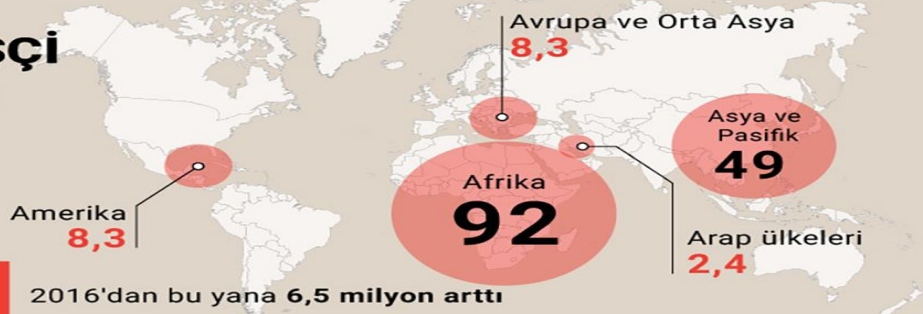 Avrupa ve Orta Asya
8,3
Asya ve
Pasifik
49
Afrika
92
Amerika
8,3
Arap ülkeleri
2,4
2016'dan bu yana 6,5 milyon arttı